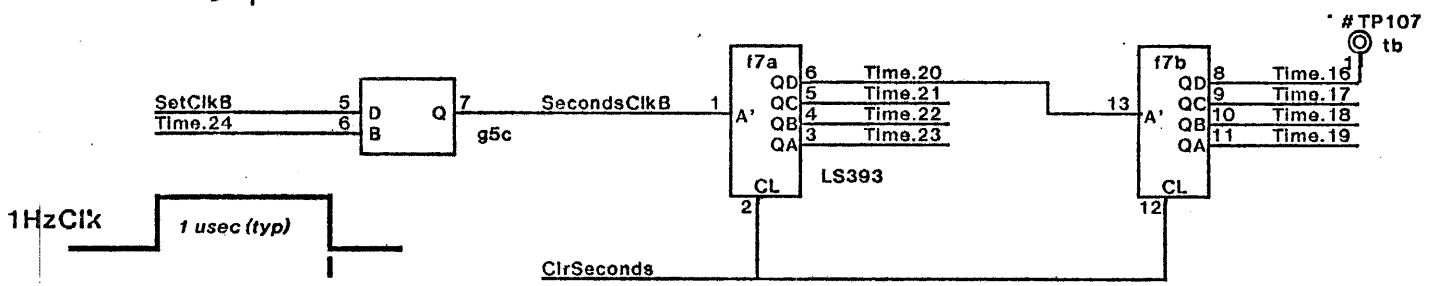 # TP107
tb
1
f7a
f7b
QD 6 Time.20
QC 5 Time.21
QB 4 Time.22
QA 3 Time.23
QD 8 Time.16
QC 9 Time.17
QB 10 Time.18
QA 11 Time.19
SetClkB 5 D
Time.24 6 B
Q 7 SecondsClkB 1 A'
13 A'
g5c
LS393
CL
2
CL
12
1HzClk
1 usec (typ)
ClrSeconds